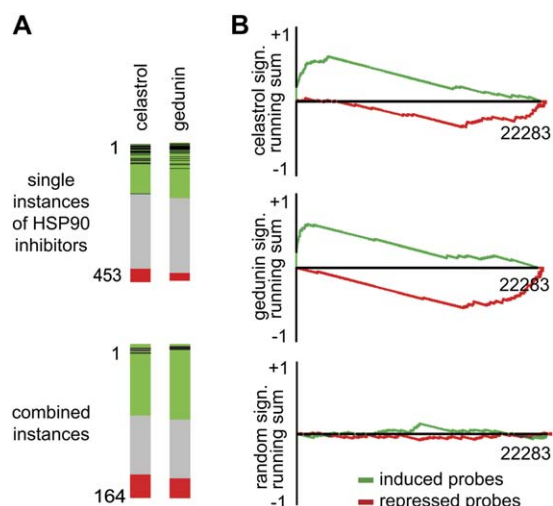 A
celastrol
gedunin
1
single
instances
of HSP90
inhibitors
453
1
combined
instances
164
B
+1
celastrol sign.
running sum
22283
-1
+1
gedunin sign.
running sum
22283
-1
+1
random sign.
running sum
22283
induced probes
repressed probes
-1